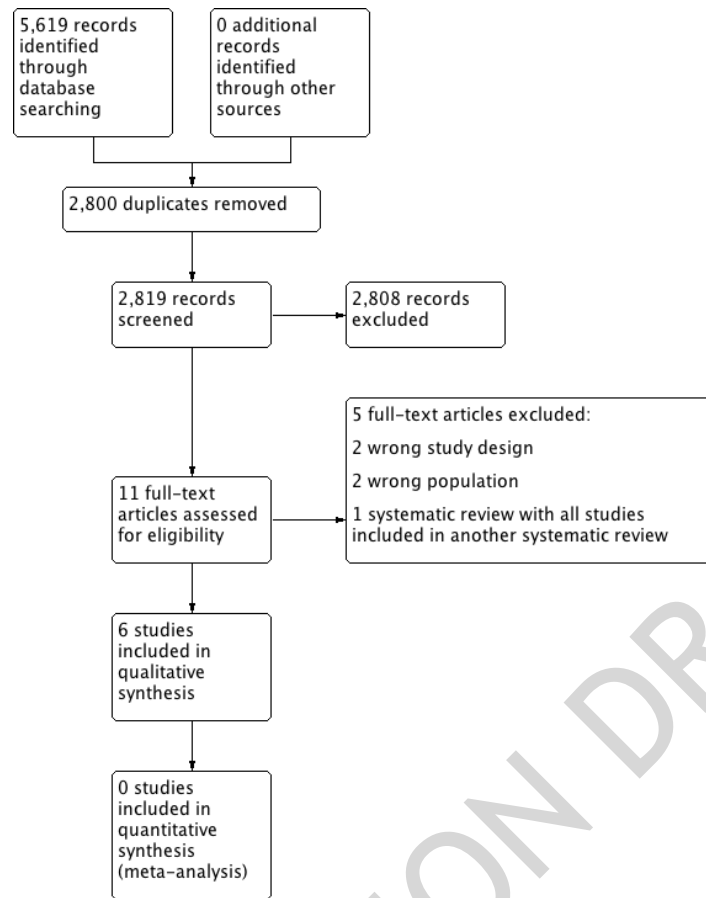 5,619 records
identified
through
database
searching
0 additional
records
identified
through other
sources
2,800 duplicates removed
2,819 records
screened
2,808 records
excluded
5 full-text articles excluded:
2 wrong study design
2 wrong population
1 systematic review with all studies
included in another systematic review
11 full-text
articles assessed
for eligibility
6 studies
included in
qualitative
synthesis
0 studies
included in
quantitative
synthesis
(meta-analysis)
ION DR